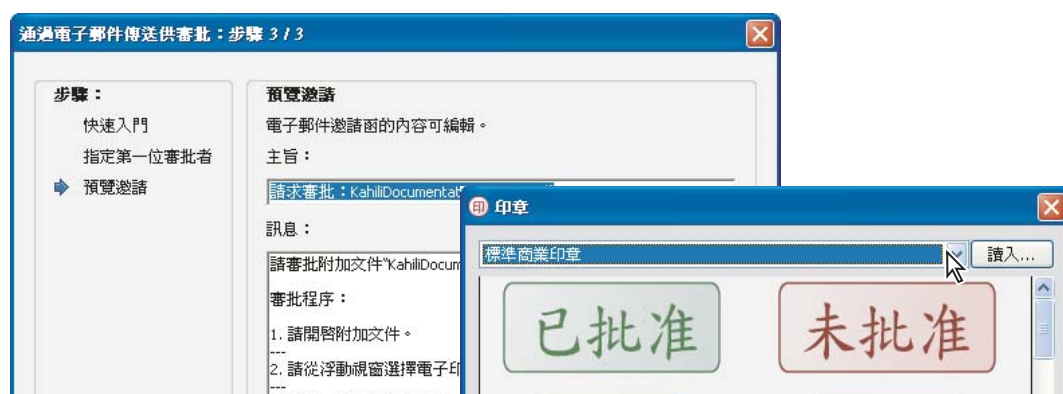 通過電子郵件傳送供審批：步驟 3 / 3
步驟：
快速入門
指定第一位審批者
預覽邀請
預覽邀請
電子郵件邀請函的內容可編輯。
主旨：
請求審批：KahiliDocumentat
訊息：
請審批附加文件"KahiliDocum
審批程序：
1. 請開啓附加文件。
---
2. 請從浮動視窗選擇電子印
---
印 印章
標準商業印章
讀入...
已批准
未批准